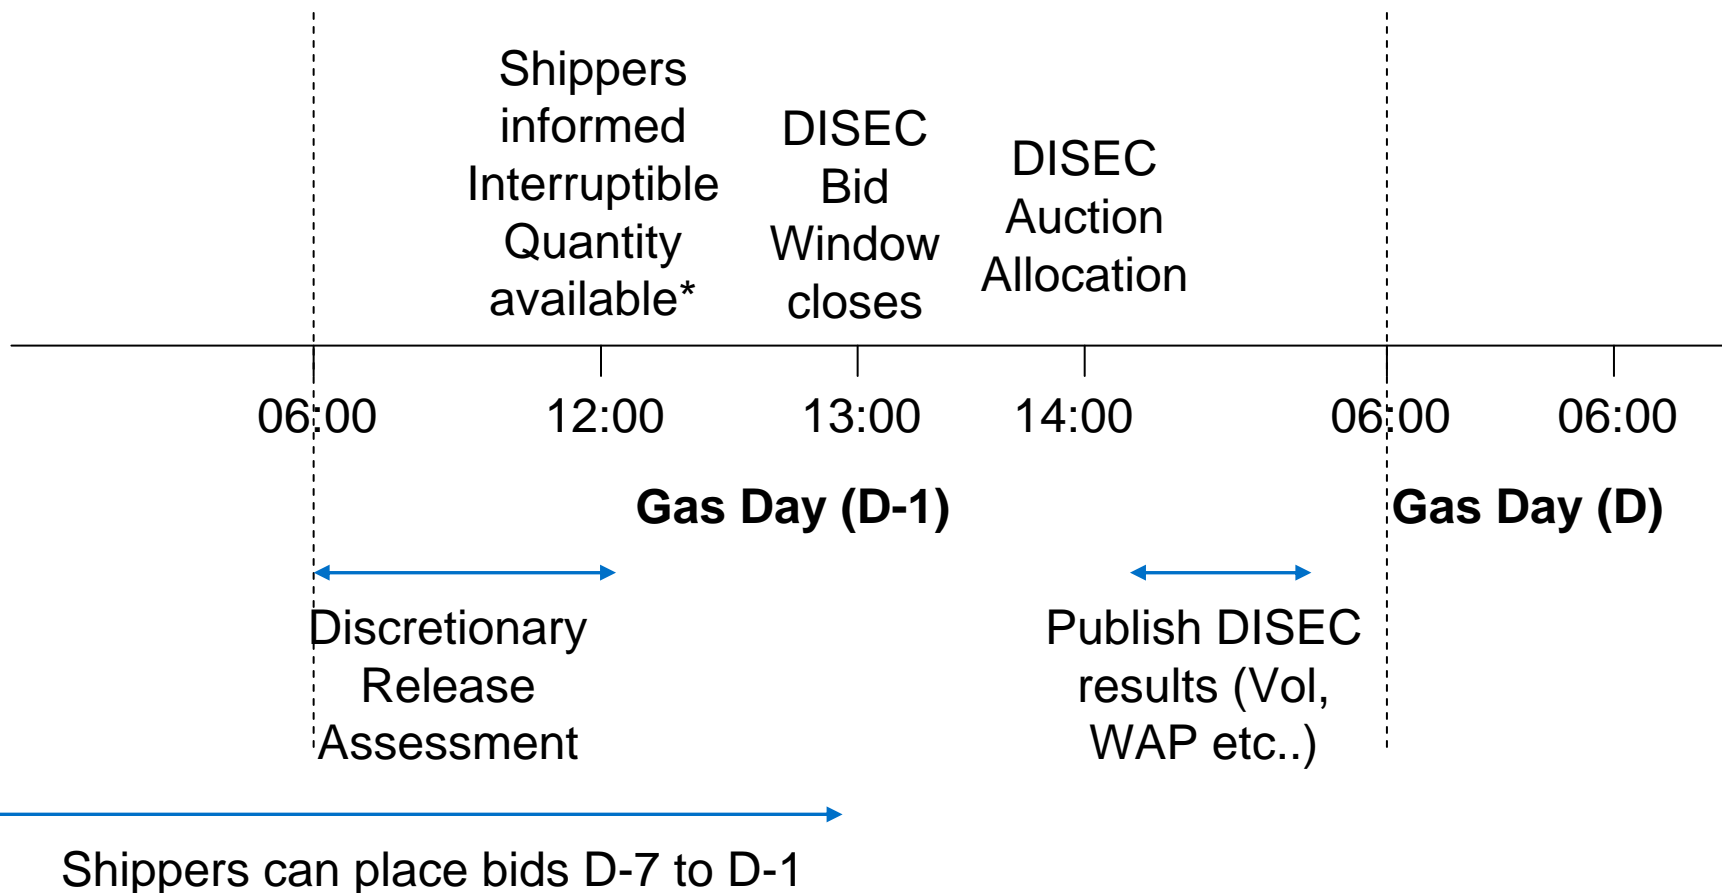 Shippers
informed
Interruptible
Quantity
available*
DISEC
Bid
Window
closes
DISEC
Auction
Allocation
06:00
12:00
13:00
14:00
06:00
06:00
Gas Day (D-1)
Gas Day (D)
Discretionary
Release
Assessment
Publish DISEC
results (Vol,
WAP etc..)
Shippers can place bids D-7 to D-1